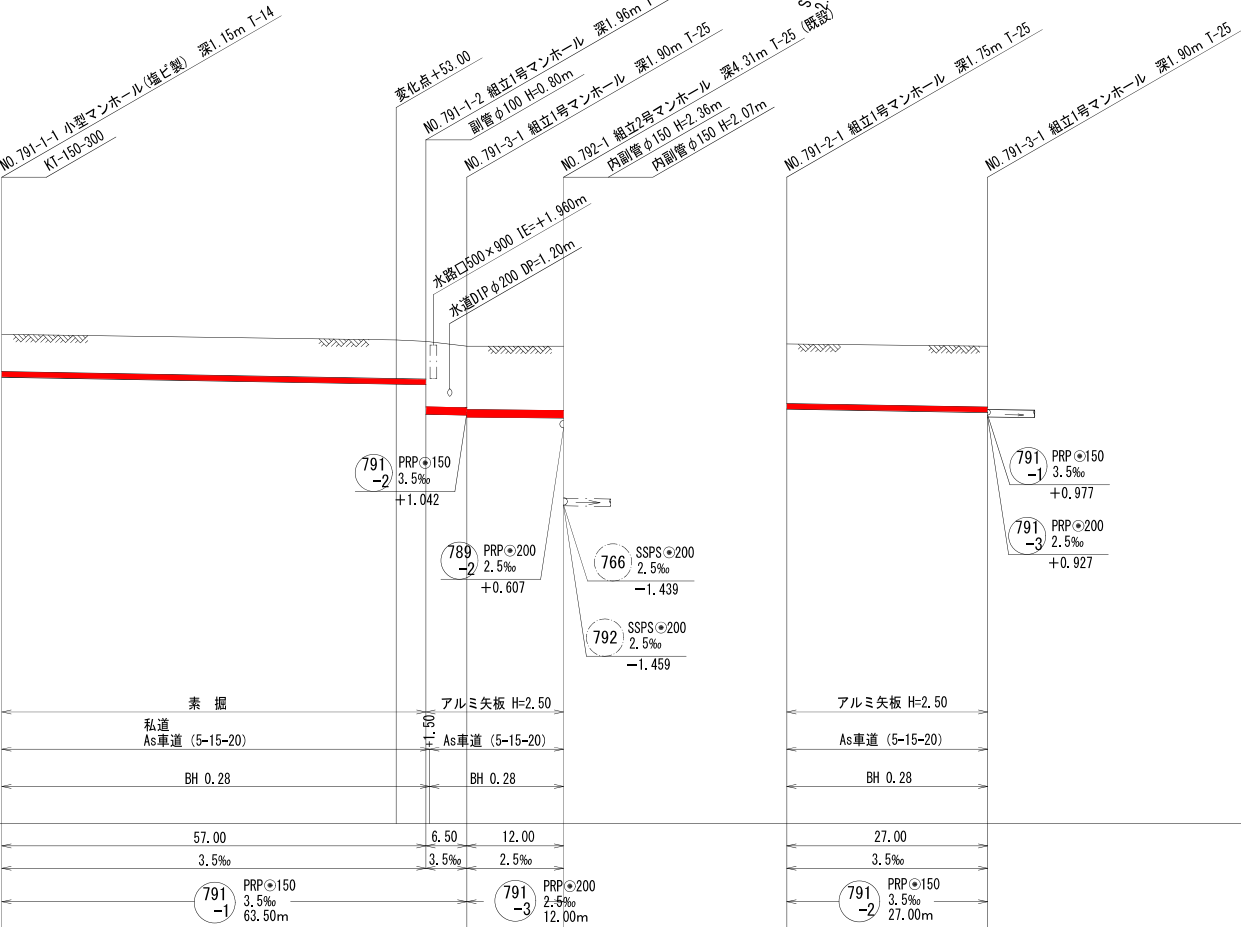 NO.791-1-1 小型マンホール(塩ビ製) 深1.15m T-14
KT-150-300
変化点+53.00
NO.791-1-2 組立1号マンホール 深1.96m
副管φ100 H=0.80m
NO.791-3-1 組立1号マンホール 深1.90m T-25
NO.792-1 組立2号マンホール 深4.31m T-25 (既設)
内副管φ150 H=2.36m
内副管φ150 H=2.07m
NO.791-2-1 組立1号マンホール 深1.75m T-25
NO.791-3-1 組立1号マンホール 深1.90m T-25
水路口500×900 IE=+1.960m
水道DIPφ200 DP=1.20m
791-2 PRP◉150
3.5‰
+1.042
789-2 PRP◉200
2.5‰
+0.607
766 SSPS◉200
2.5‰
-1.439
792 SSPS◉200
2.5‰
-1.459
791-1 PRP◉150
3.5‰
+0.977
791-3 PRP◉200
2.5‰
+0.927
素 掘
アルミ矢板 H=2.50
アルミ矢板 H=2.50
私道
As車道 (5-15-20)
+1.50
As車道 (5-15-20)
As車道 (5-15-20)
BH 0.28
BH 0.28
BH 0.28
57.00
6.50
12.00
27.00
3.5‰
3.5‰
2.5‰
3.5‰
791-1 PRP◉150
3.5‰
63.50m
791-3 PRP◉200
2.5‰
12.00m
791-2 PRP◉150
3.5‰
27.00m